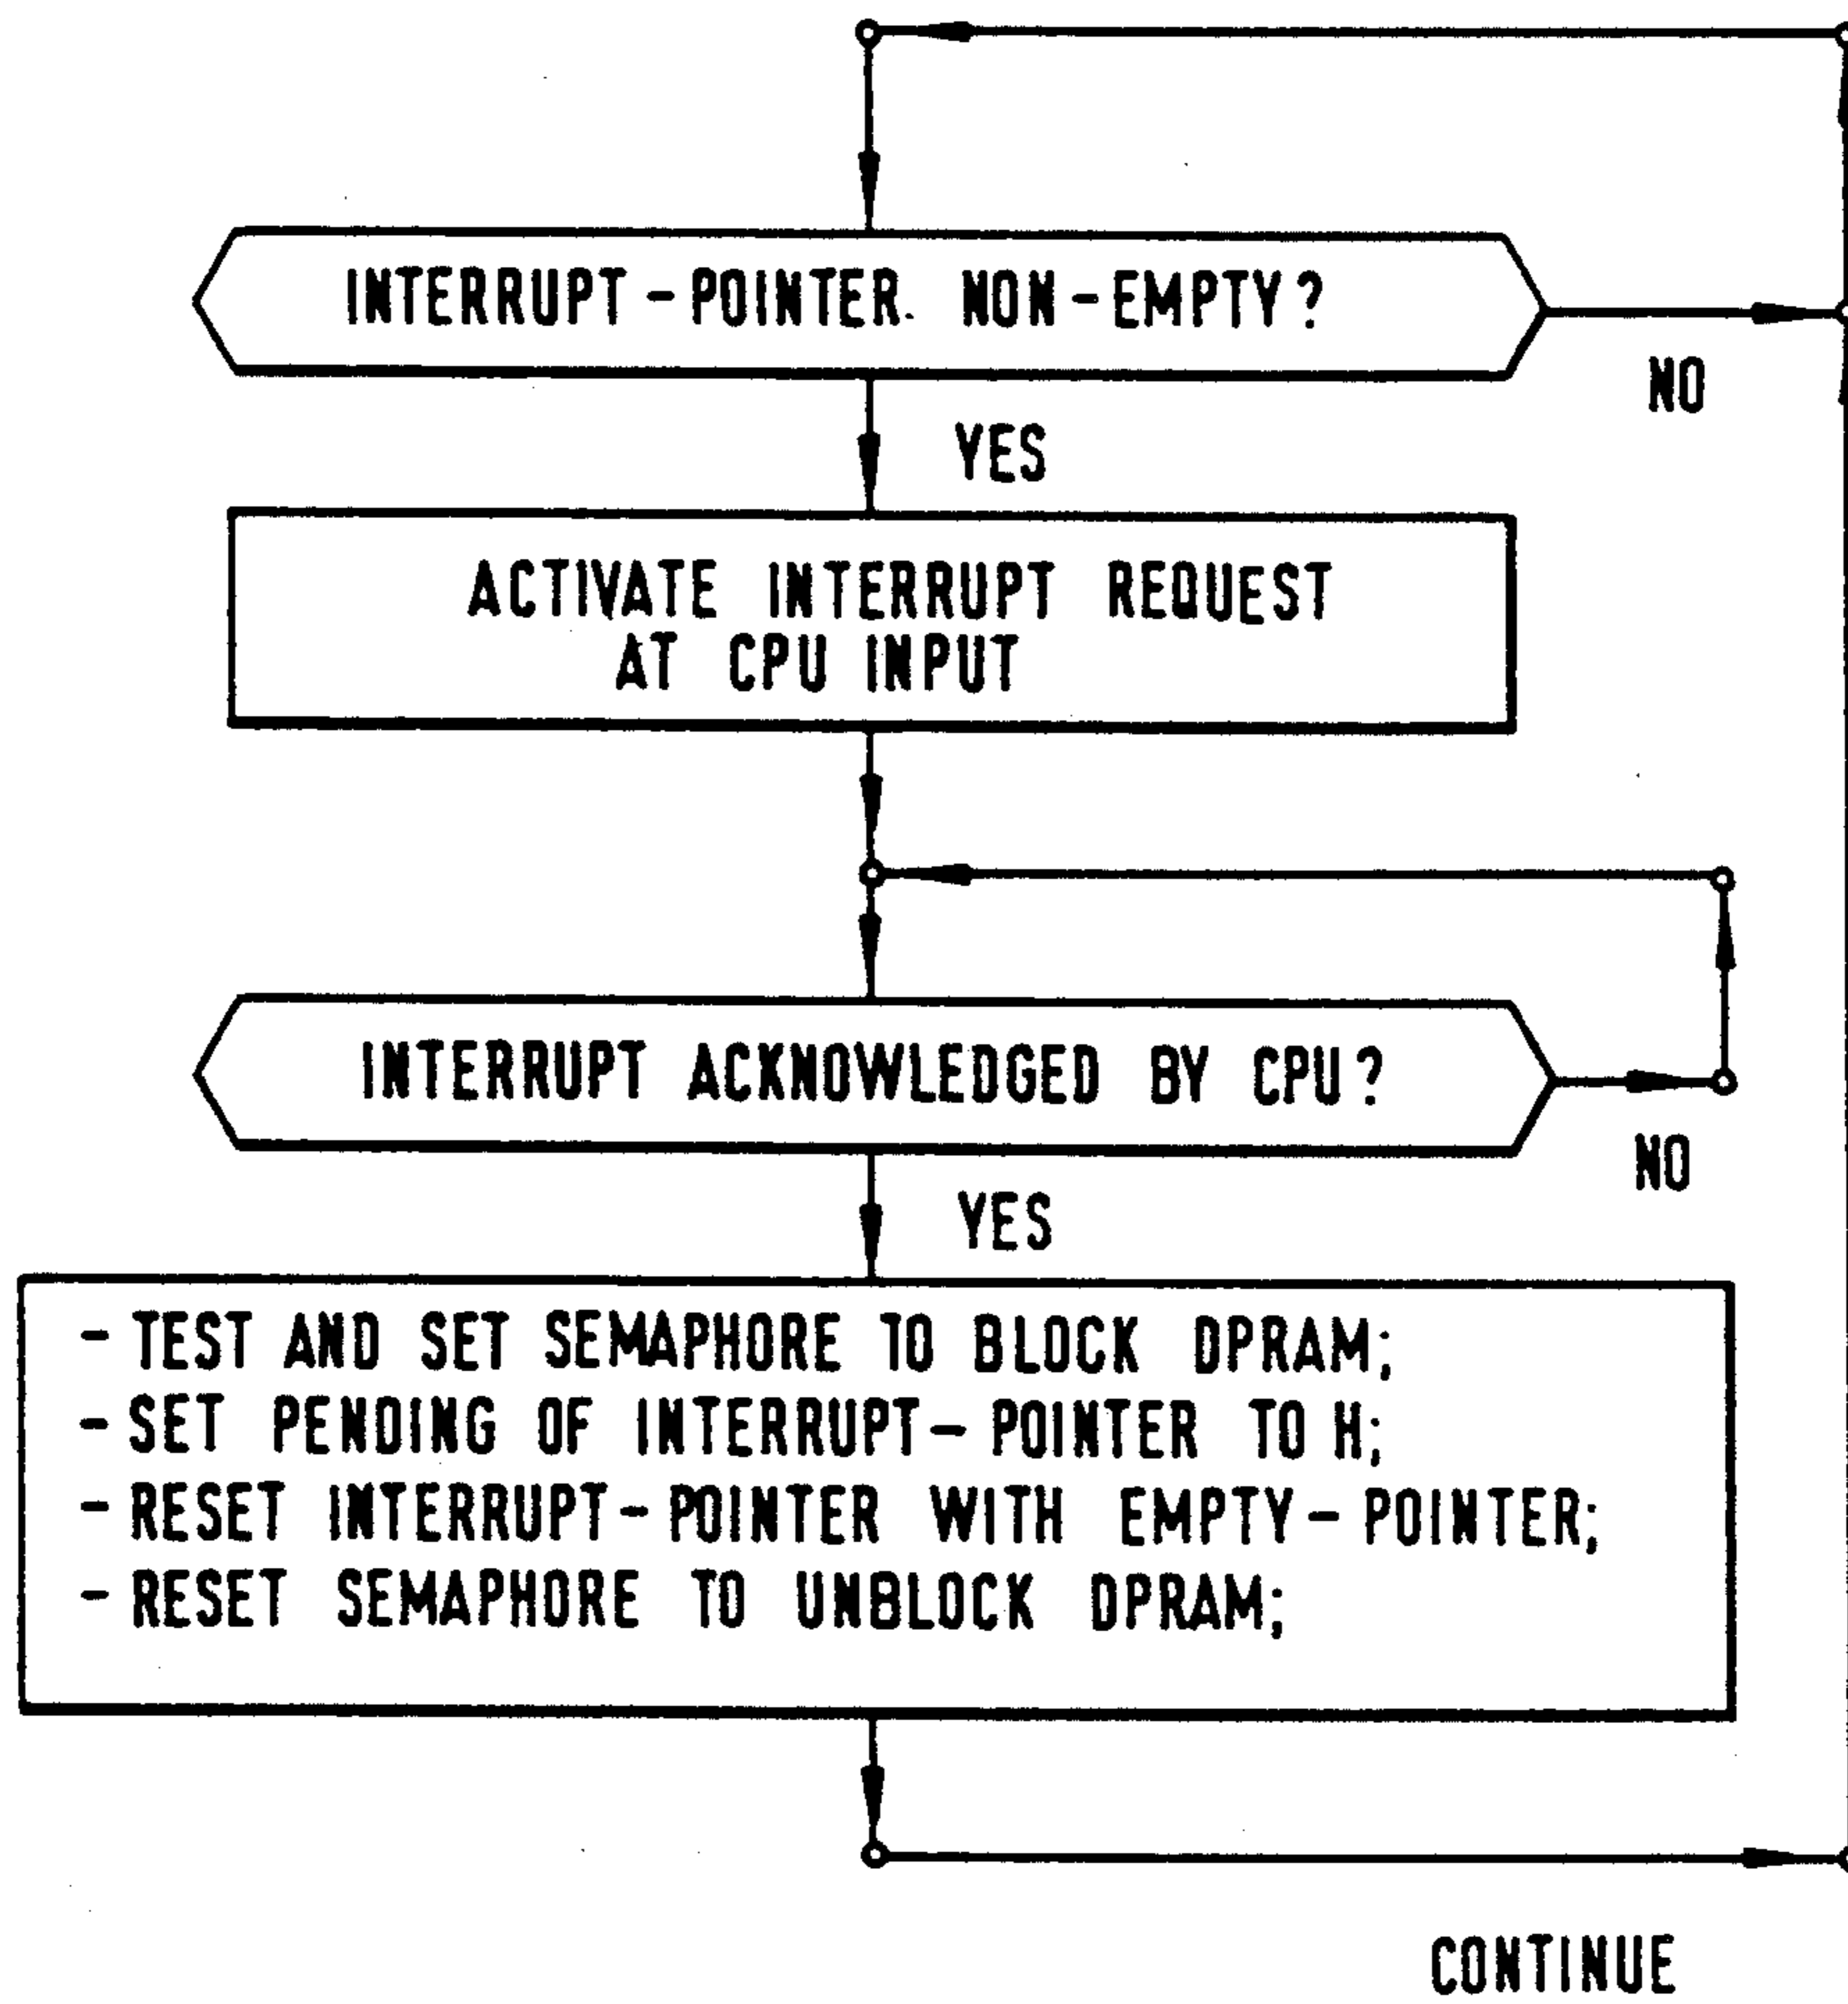 INTERRUPT-POINTER. NON-EMPTY?
NO
YES
ACTIVATE INTERRUPT REQUEST
AT CPU INPUT
INTERRUPT ACKNOWLEDGED BY CPU?
NO
YES
- TEST AND SET SEMAPHORE TO BLOCK DPRAM;
- SET PENDING OF INTERRUPT-POINTER TO H;
- RESET INTERRUPT-POINTER WITH EMPTY-POINTER;
- RESET SEMAPHORE TO UNBLOCK DPRAM;
CONTINUE